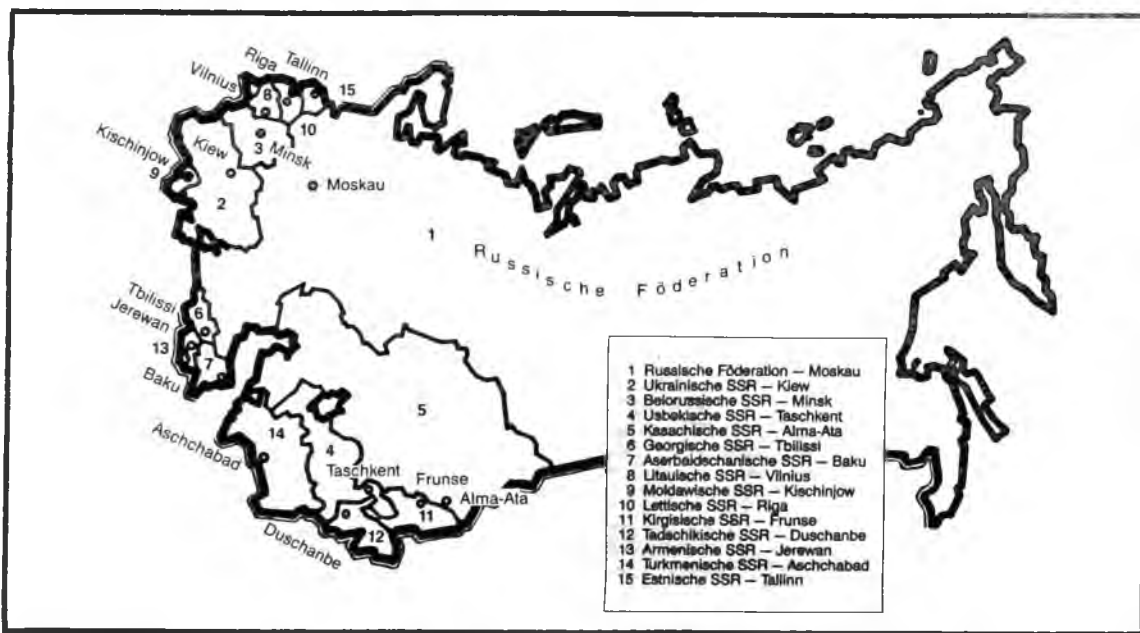 Riga
Tallinn
Vilnius
8
15
10
Kischinjow
9
Kiew
3
Minsk
Moskau
2
1
Russische Föderation
Tbilissi
6
Jerewan
13
7
Baku
5
14
Aschchabad
4
Taschkent
Frunse
Alma-Ata
11
12
Duschanbe
1 Russische Föderation — Moskau
2 Ukrainische SSR — Kiew
3 Belorussische SSR — Minsk
4 Usbekische SSR — Taschkent
5 Kasachische SSR — Alma-Ata
6 Georgische SSR — Tbilissi
7 Aserbaidschanische SSR — Baku
8 Litauische SSR — Vilnius
9 Moldawische SSR — Kischinjow
10 Lettische SSR — Riga
11 Kirgisische SSR — Frunse
12 Tadschikische SSR — Duschanbe
13 Armenische SSR — Jerewan
14 Turkmenische SSR — Aschchabad
15 Estnische SSR — Tallinn